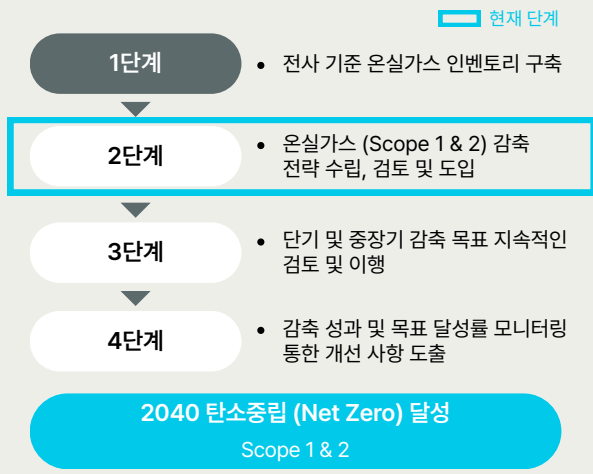 현재 단계
1단계
• 전사 기준 온실가스 인벤토리 구축
2단계
• 온실가스 (Scope 1 & 2) 감축
전략 수립, 검토 및 도입
3단계
• 단기 및 중장기 감축 목표 지속적인
검토 및 이행
4단계
• 감축 성과 및 목표 달성률 모니터링
통한 개선 사항 도출
2040 탄소중립 (Net Zero) 달성
Scope 1 & 2